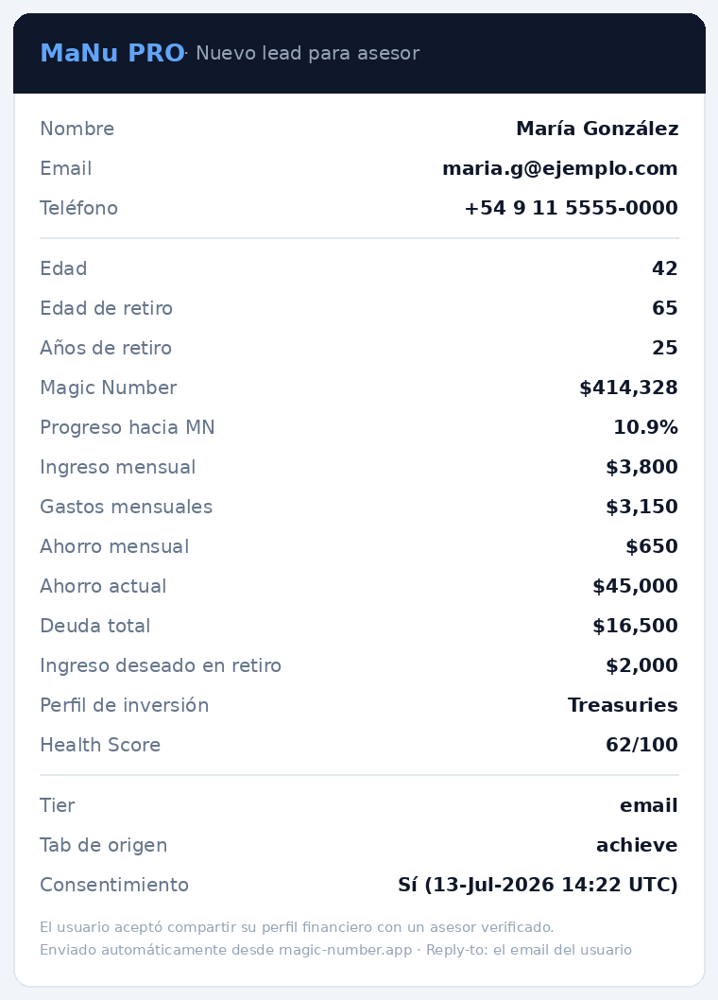 MaNu PRO · Nuevo lead para asesor
Nombre María González
Email maria.g@ejemplo.com
Teléfono +54 9 11 5555-0000
Edad 42
Edad de retiro 65
Años de retiro 25
Magic Number $414,328
Progreso hacia MN 10.9%
Ingreso mensual $3,800
Gastos mensuales $3,150
Ahorro mensual $650
Ahorro actual $45,000
Deuda total $16,500
Ingreso deseado en retiro $2,000
Perfil de inversión Treasuries
Health Score 62/100
Tier email
Tab de origen achieve
Consentimiento Sí (13-Jul-2026 14:22 UTC)
El usuario aceptó compartir su perfil financiero con un asesor verificado.
Enviado automáticamente desde magic-number.app · Reply-to: el email del usuario